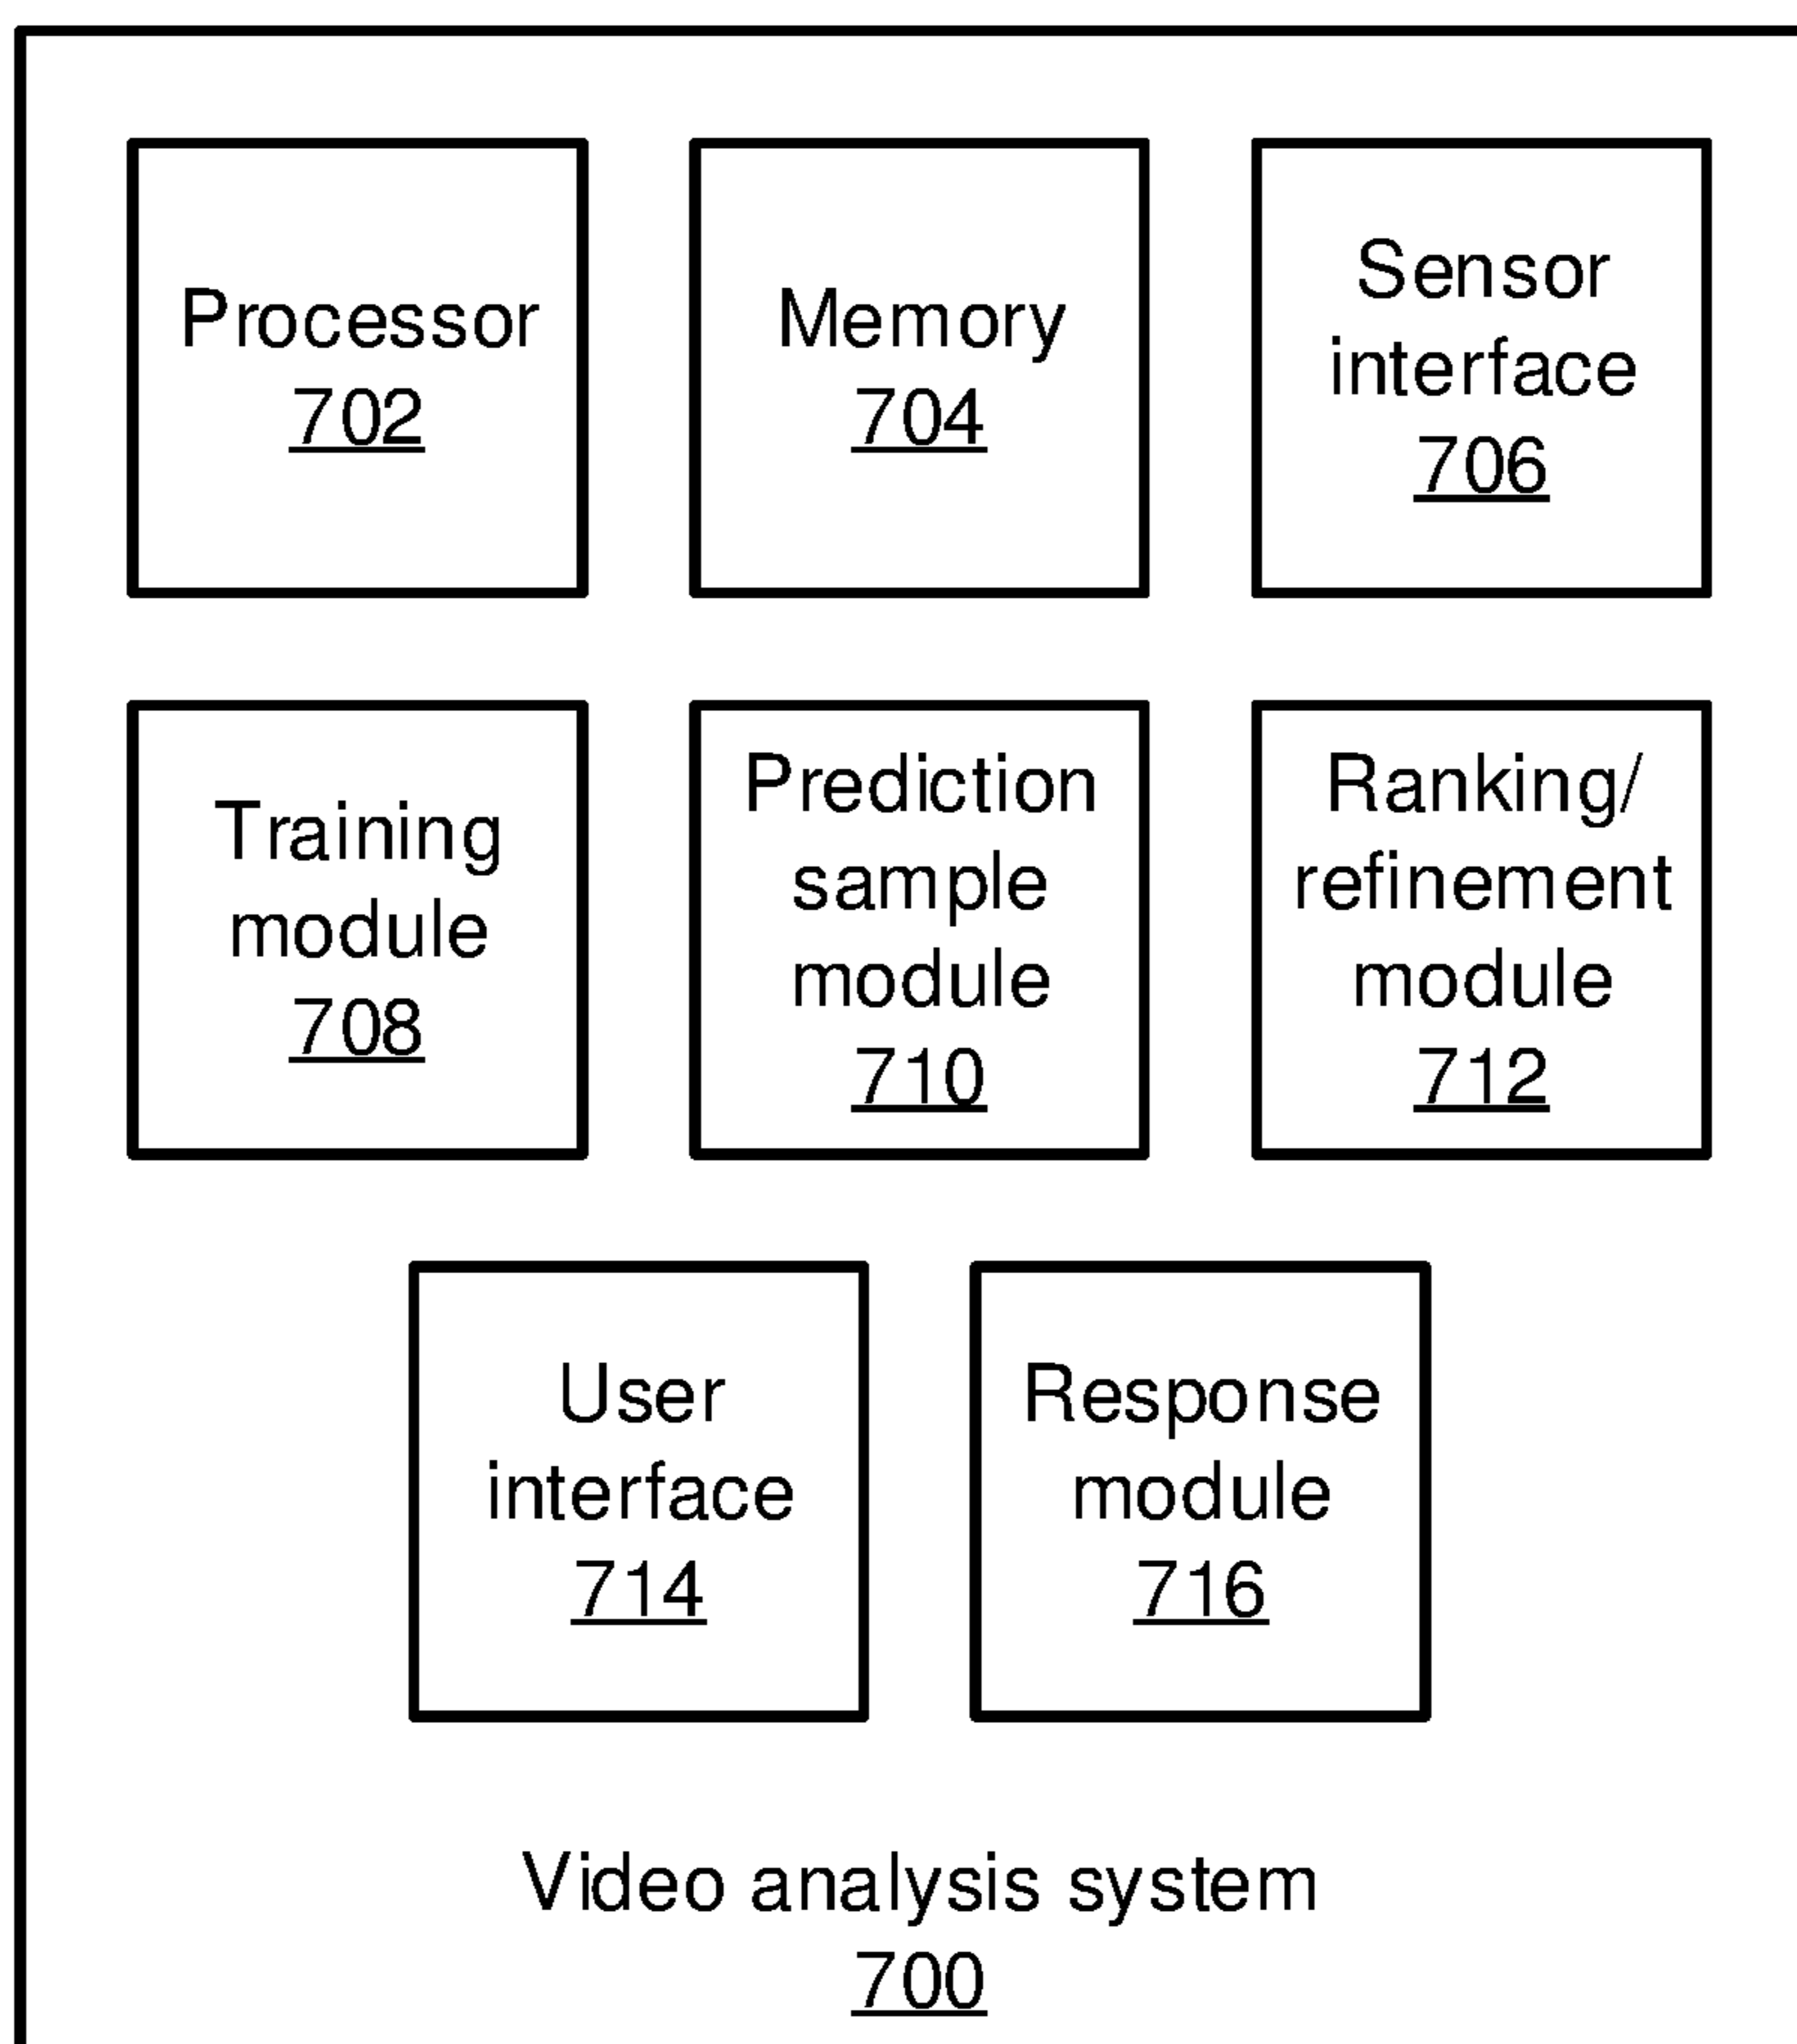 Processor
702
Memory
704
Sensor
interface
706
Training
module
708
Prediction
sample
module
710
Ranking/
refinement
module
712
User
interface
714
Response
module
716
Video analysis system
700